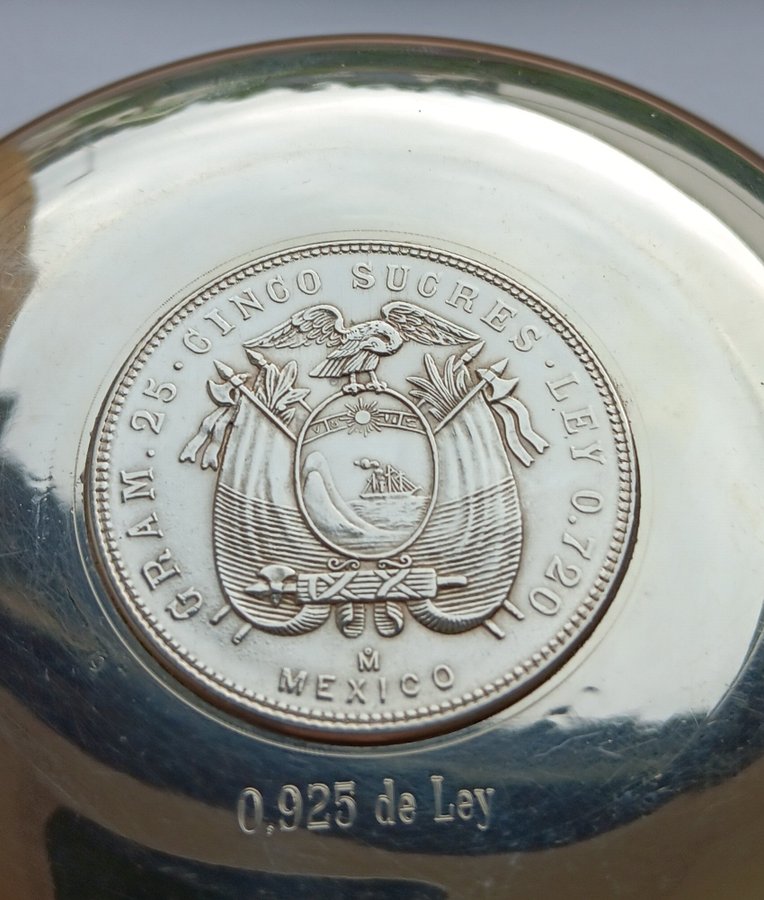 GRAM. 25 · CINCO SUCRES · LEY 0.720
M
MEXICO
0,925 de Ley